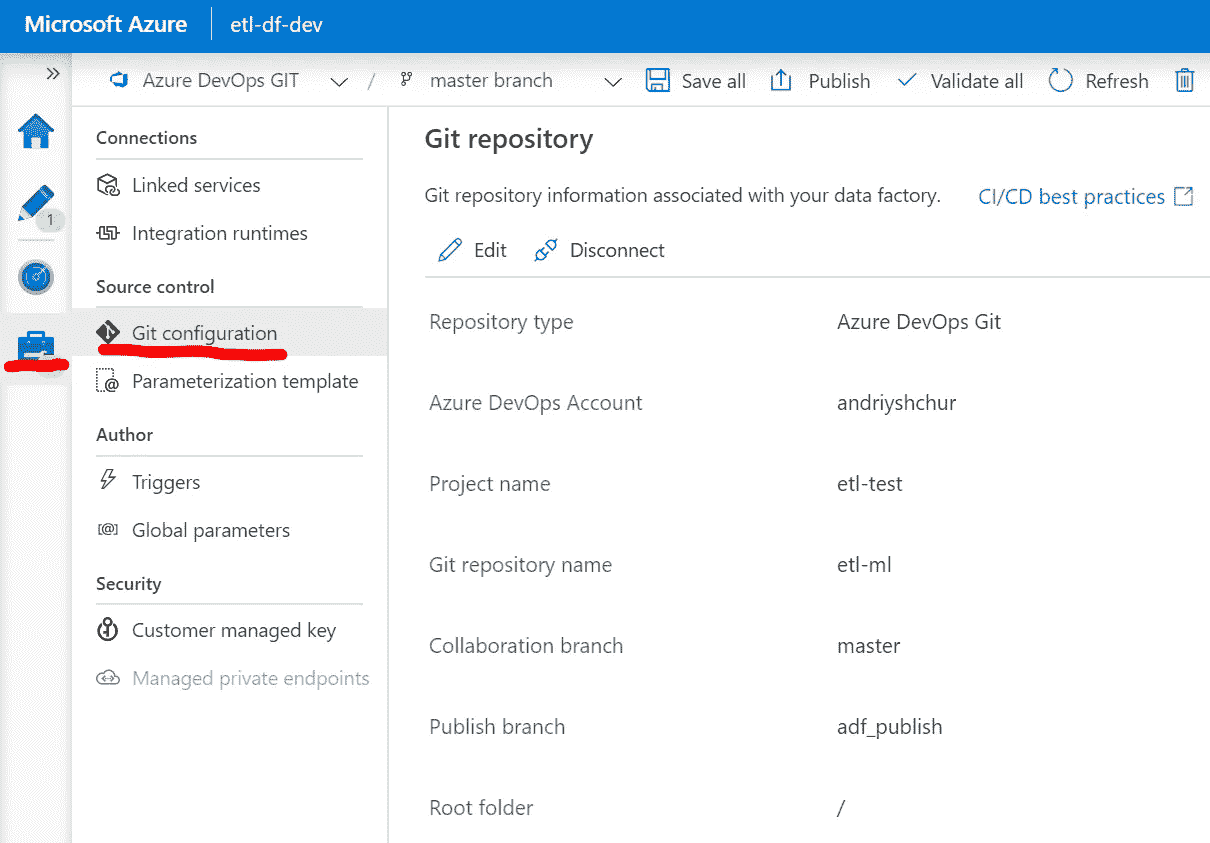 Microsoft Azure etl-df-dev
» Azure DevOps GIT / master branch Save all Publish Validate all Refresh
1
Connections
Linked services
Integration runtimes
Source control
Git configuration
Parameterization template
Author
Triggers
Global parameters
Security
Customer managed key
Managed private endpoints
Git repository
Git repository information associated with your data factory. CI/CD best practices
Edit Disconnect
Repository type Azure DevOps Git
Azure DevOps Account andriyshchur
Project name etl-test
Git repository name etl-ml
Collaboration branch master
Publish branch adf_publish
Root folder /